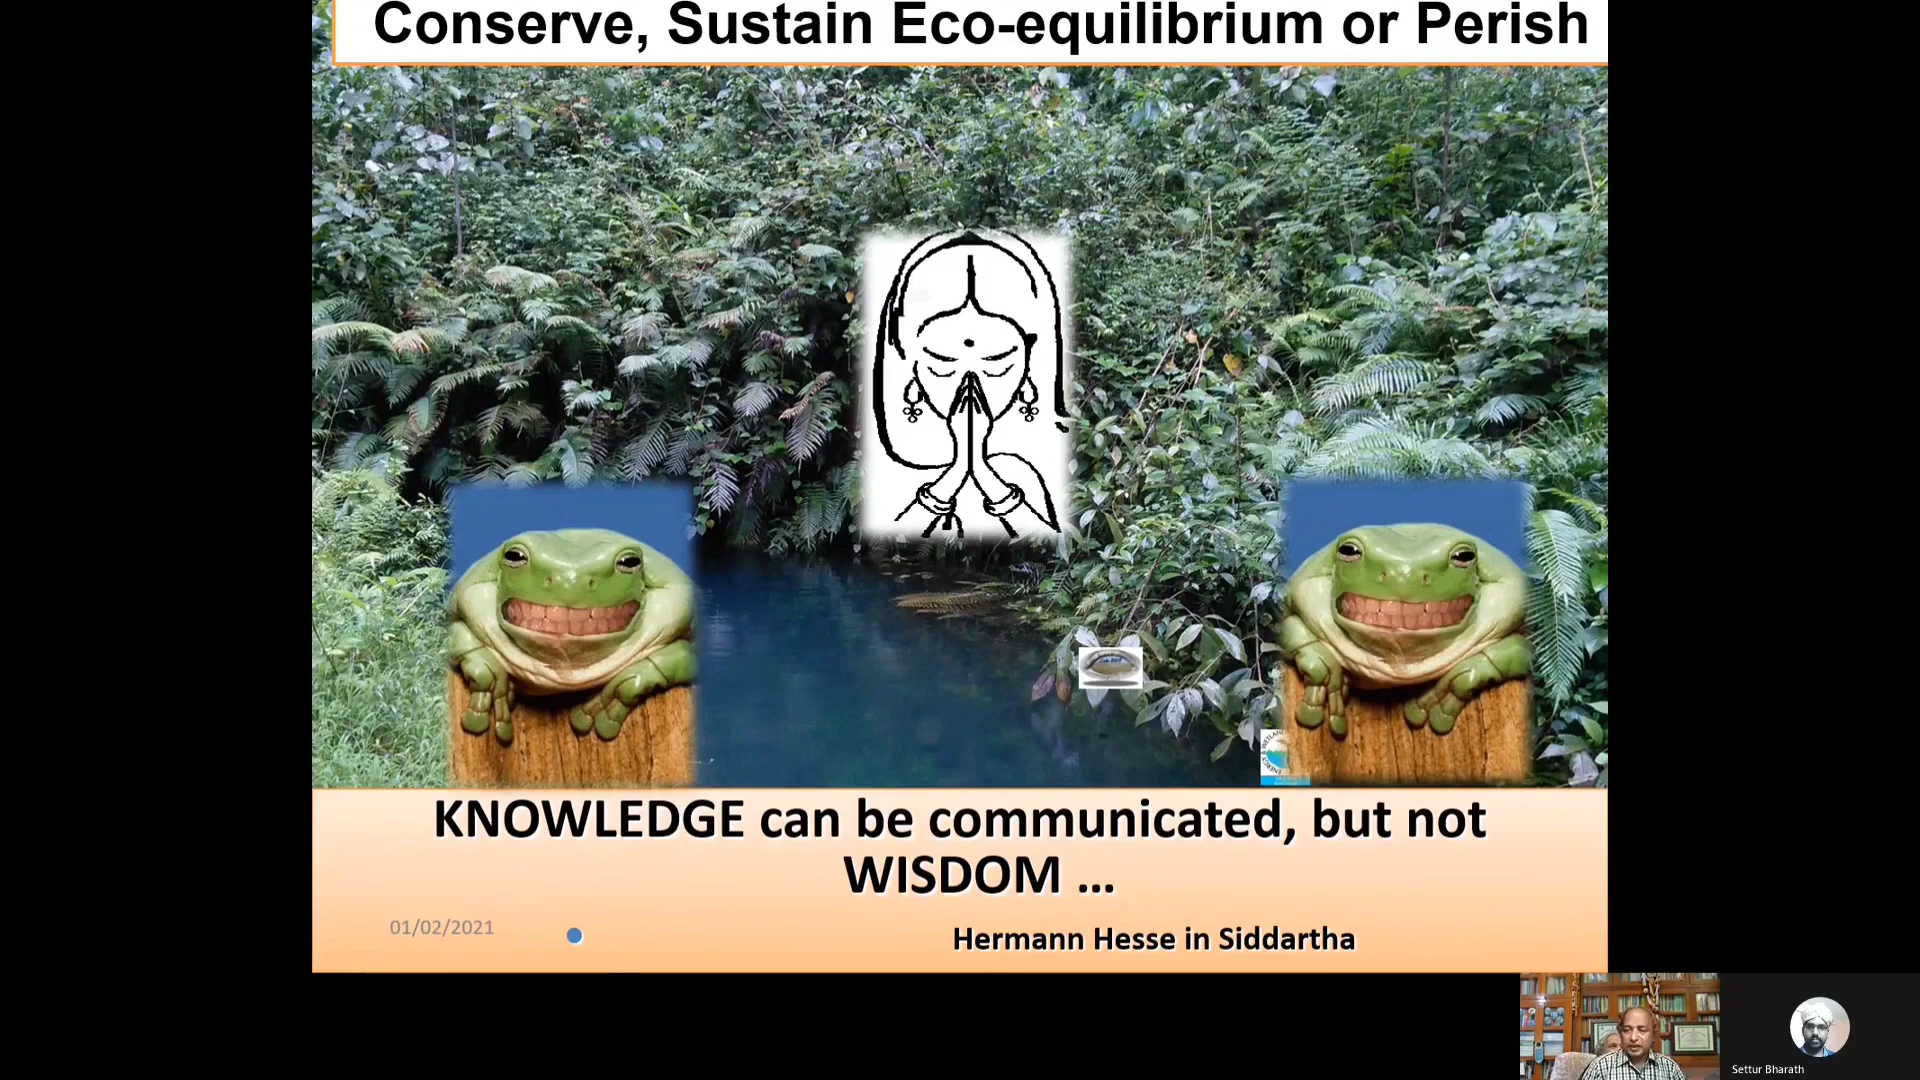 Conserve, Sustain Eco-equilibrium or Perish
KNOWLEDGE can be communicated, but not
WISDOM ...
01/02/2021
Hermann Hesse in Siddartha
Settur Bharath